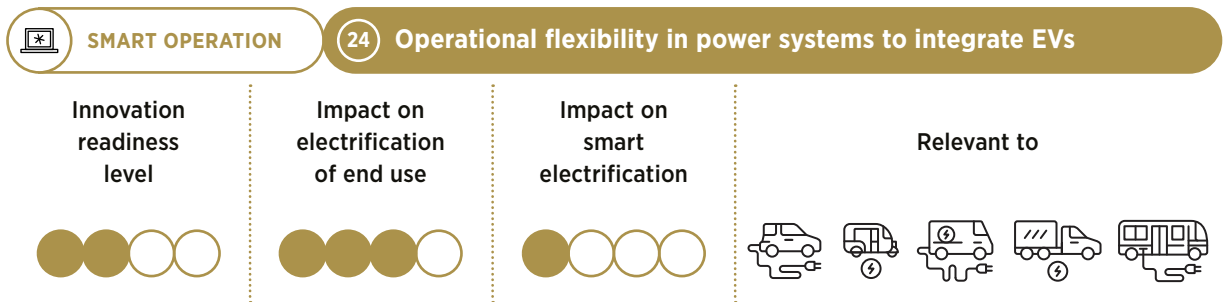 SMART OPERATION
24 Operational flexibility in power systems to integrate EVs
Innovation
readiness
level
Impact on
electrification
of end use
Impact on
smart
electrification
Relevant to